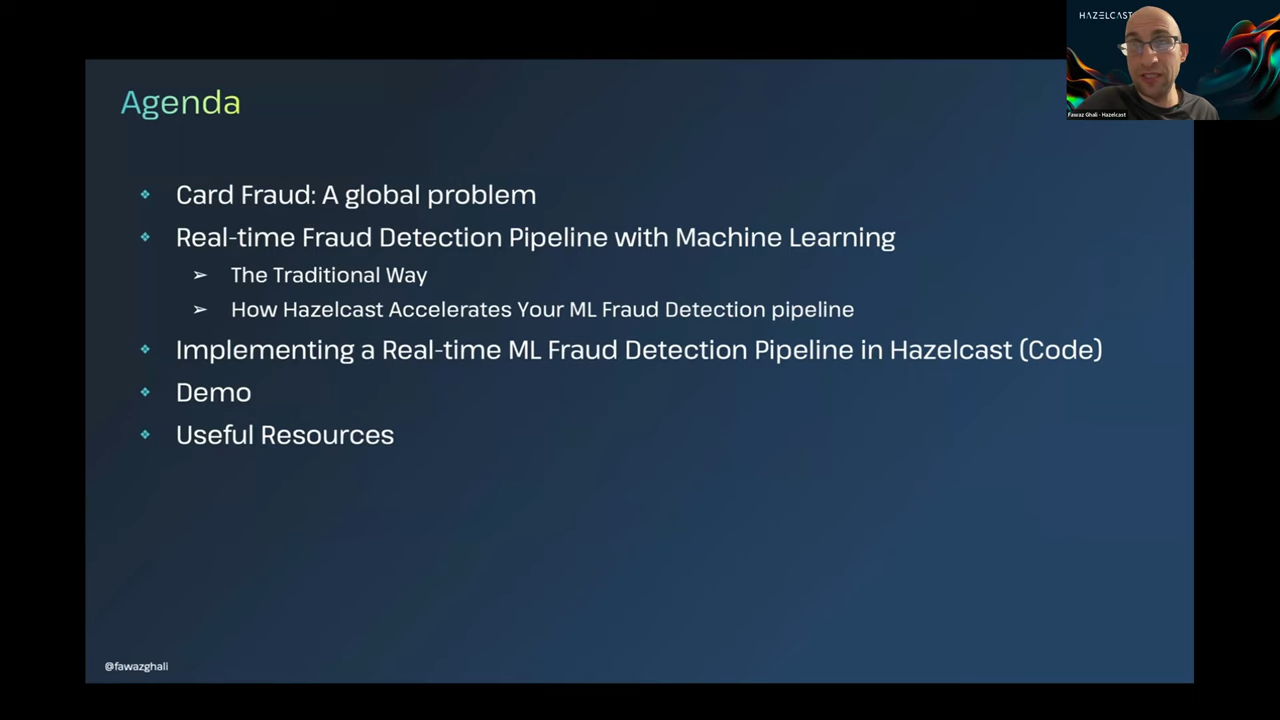 HAZELCAST
Fawaz Ghali - Hazelcast
Agenda
Card Fraud: A global problem
Real-time Fraud Detection Pipeline with Machine Learning
The Traditional Way
How Hazelcast Accelerates Your ML Fraud Detection pipeline
Implementing a Real-time ML Fraud Detection Pipeline in Hazelcast (Code)
Demo
Useful Resources
@fawazghali